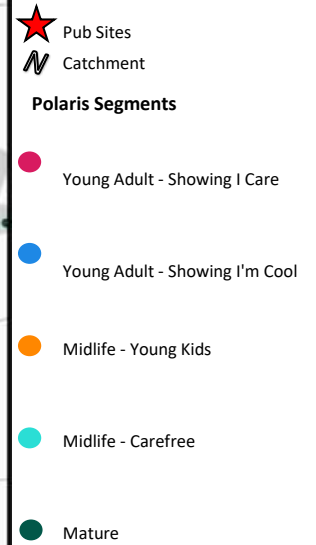 Pub Sites
Catchment
Polaris Segments
Young Adult - Showing I Care
Young Adult - Showing I'm Cool
Midlife - Young Kids
Midlife - Carefree
Mature